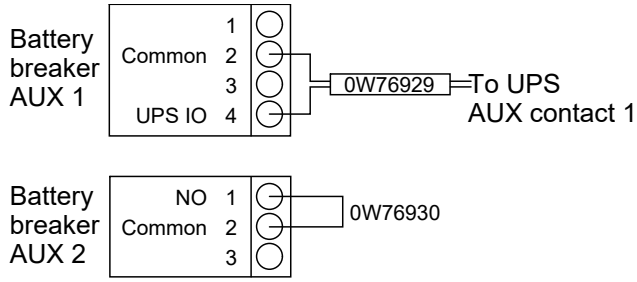 Battery
breaker
AUX 1
1
Common 2
3
UPS IO 4
0W76929
To UPS
AUX contact 1
Battery
breaker
AUX 2
NO 1
Common 2
3
0W76930